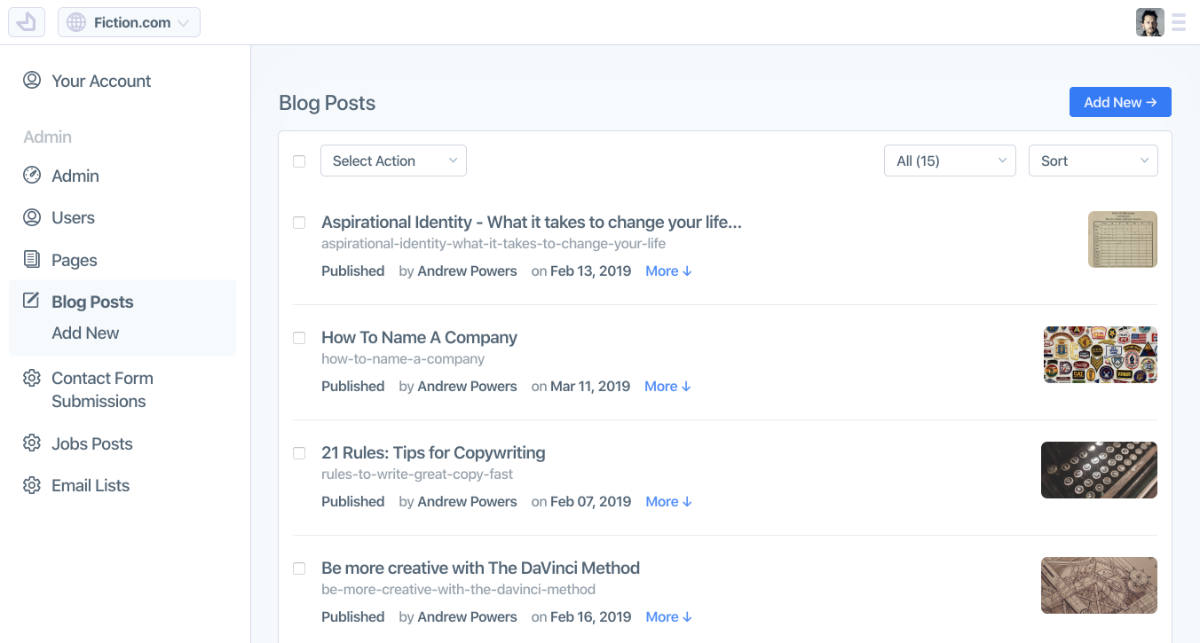 Fiction.com
Your Account
Admin
Admin
Users
Pages
Blog Posts
Add New
Contact Form
Submissions
Jobs Posts
Email Lists
Blog Posts
Add New →
Select Action
All (15)
Sort
Aspirational Identity - What it takes to change your life...
aspirational-identity-what-it-takes-to-change-your-life
Published by Andrew Powers on Feb 13, 2019 More ↓
How To Name A Company
how-to-name-a-company
Published by Andrew Powers on Mar 11, 2019 More ↓
21 Rules: Tips for Copywriting
rules-to-write-great-copy-fast
Published by Andrew Powers on Feb 07, 2019 More ↓
Be more creative with The DaVinci Method
be-more-creative-with-the-davinci-method
Published by Andrew Powers on Feb 16, 2019 More ↓